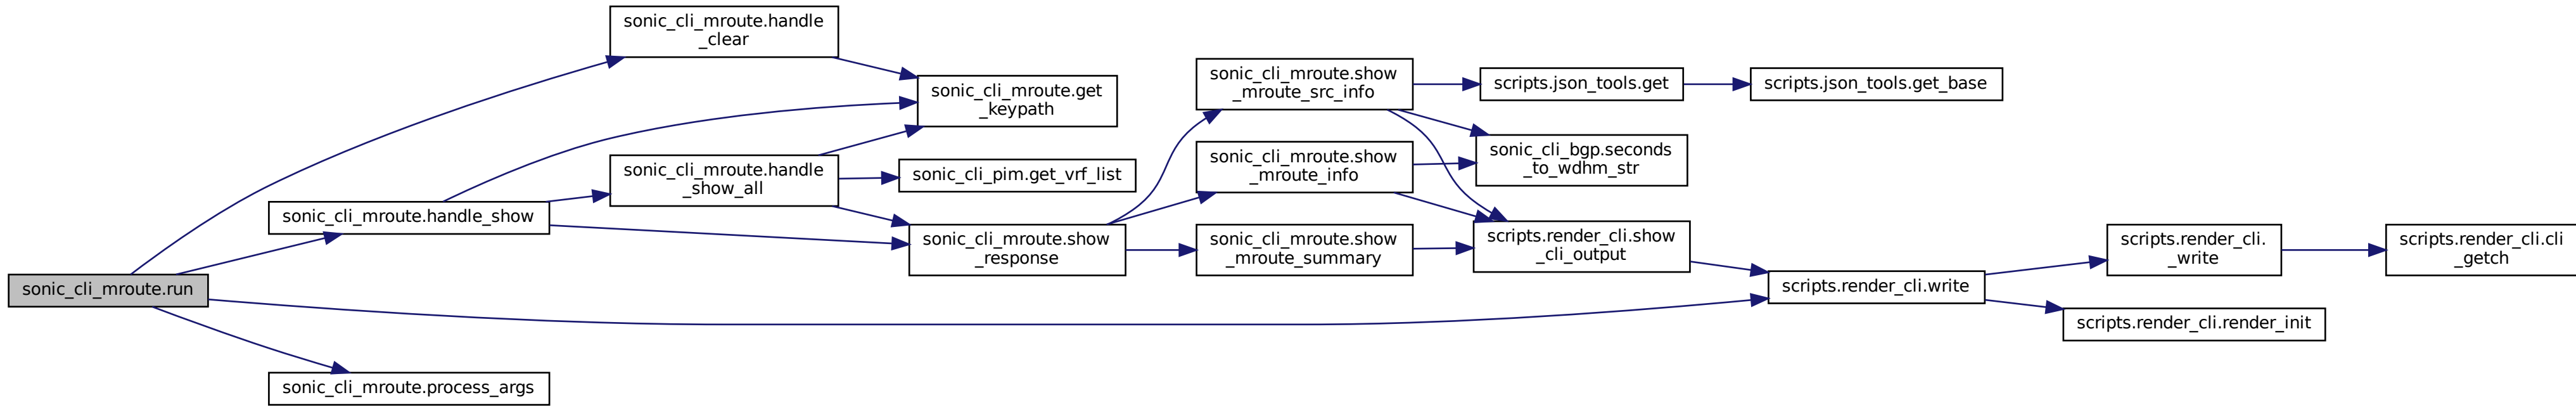 sonic_cli_mroute.run
sonic_cli_mroute.handle
_clear
sonic_cli_mroute.get
_keypath
sonic_cli_mroute.handle_show
sonic_cli_mroute.handle
_show_all
sonic_cli_pim.get_vrf_list
sonic_cli_mroute.show
_response
sonic_cli_mroute.show
_mroute_src_info
scripts.json_tools.get
scripts.json_tools.get_base
sonic_cli_bgp.seconds
_to_wdhm_str
sonic_cli_mroute.show
_mroute_info
sonic_cli_mroute.show
_mroute_summary
scripts.render_cli.show
_cli_output
scripts.render_cli.write
scripts.render_cli.
_write
scripts.render_cli.cli
_getch
scripts.render_cli.render_init
sonic_cli_mroute.process_args